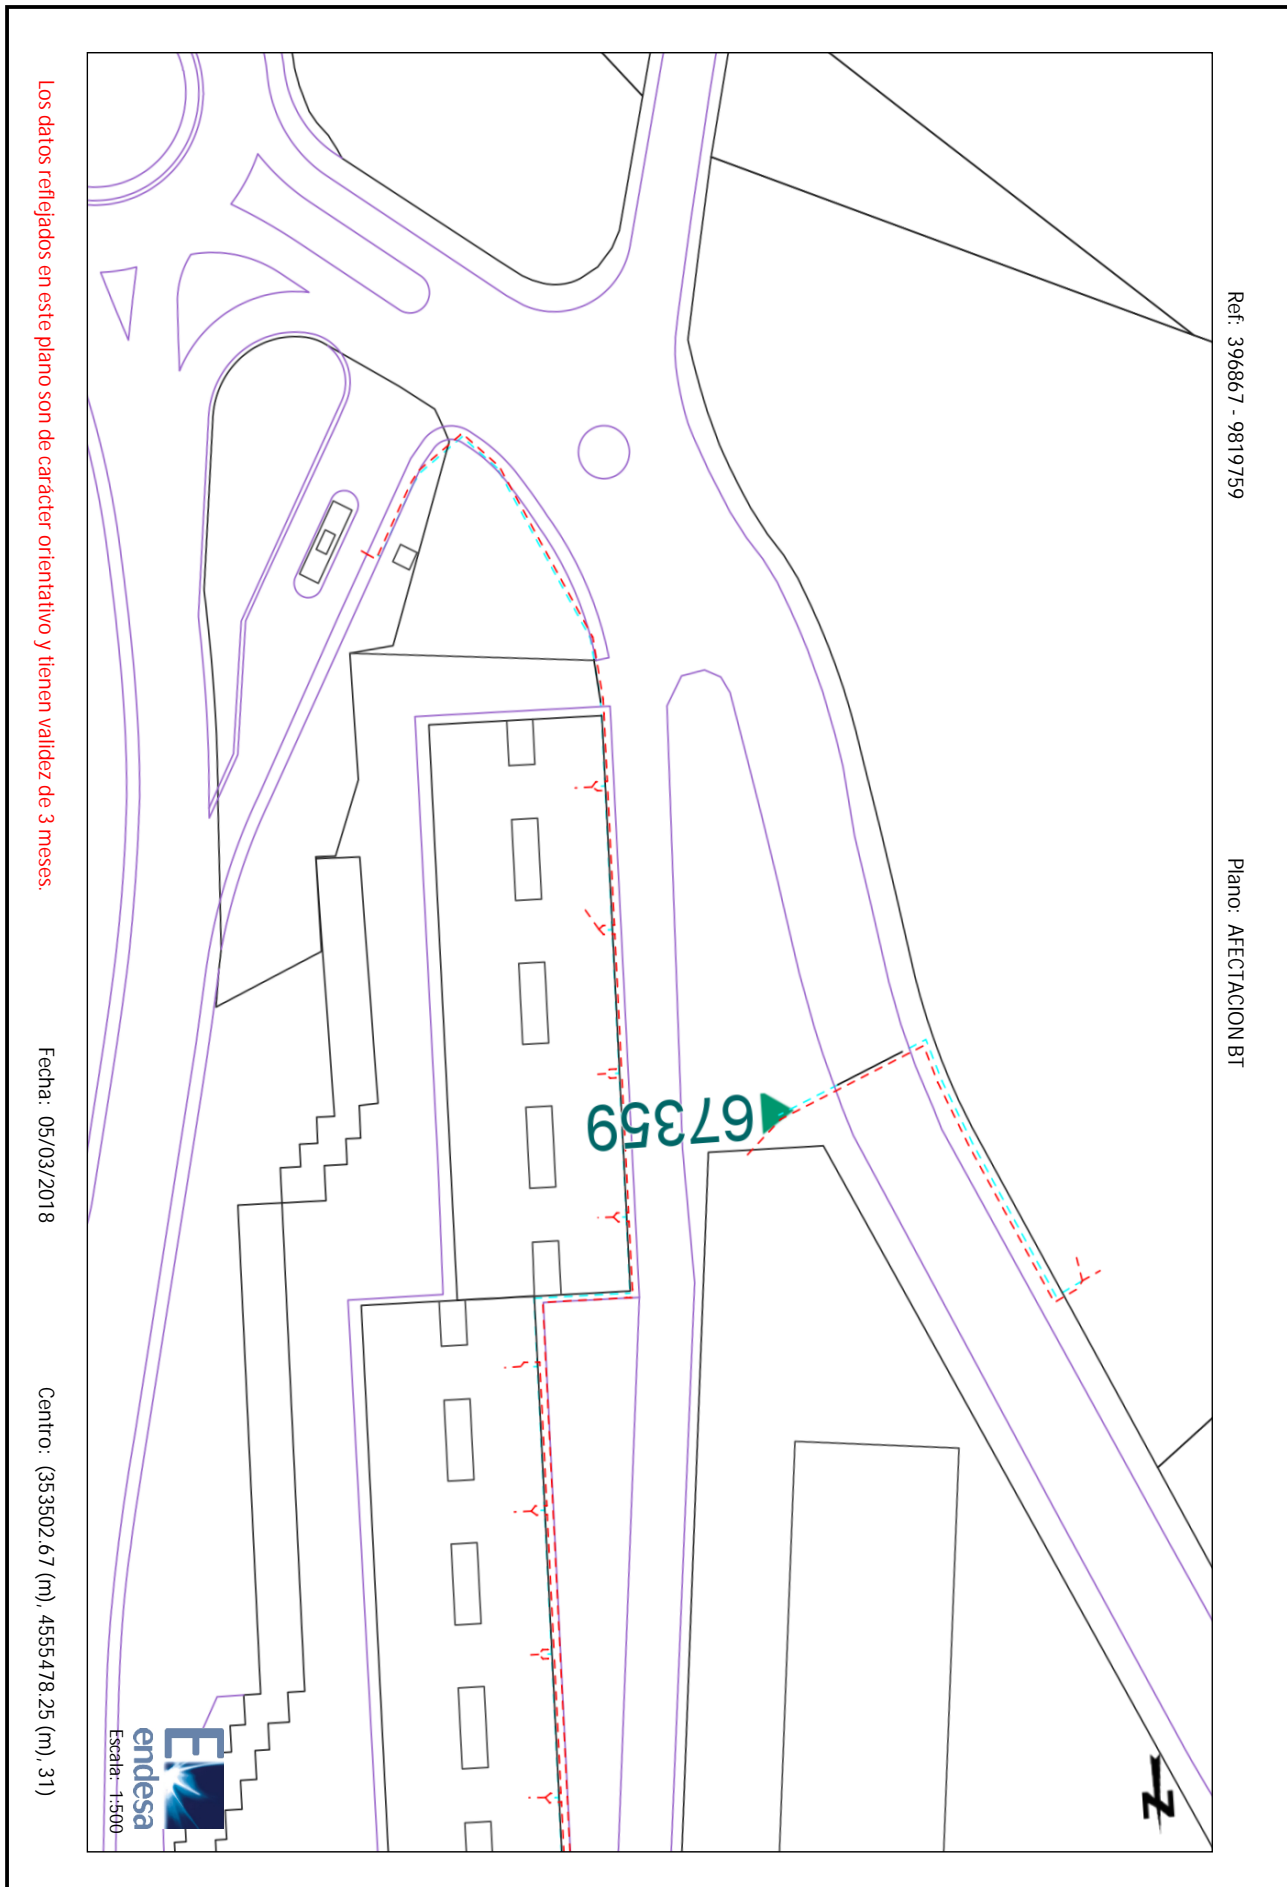 Ref: 396867 - 9819759
Plano: AFECTACION BT
67359
N
endesa
Escala: 1:500
Los datos reflejados en este plano son de carácter orientativo y tienen validez de 3 meses.
Fecha: 05/03/2018
Centro: (353502.67 (m), 4555478.25 (m), 31)